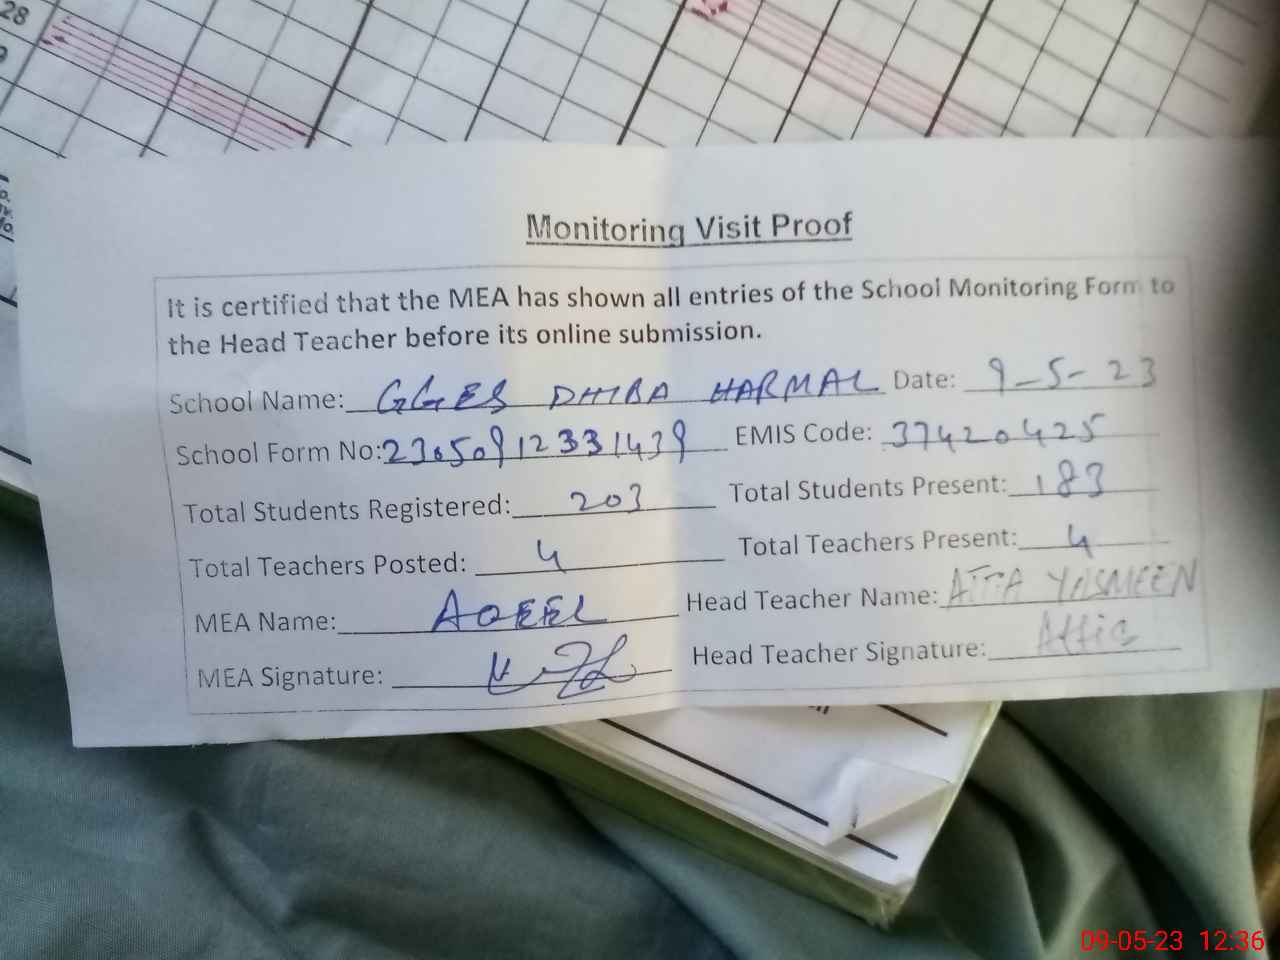 28
9
Monitoring Visit Proof
It is certified that the MEA has shown all entries of the School Monitoring Form to
the Head Teacher before its online submission.
School Name: GGES DHIBA HARMAL Date: 9-5-23
School Form No: 23050912331439 EMIS Code: 37420425
Total Students Registered: 203 Total Students Present: 183
Total Teachers Posted: 4 Total Teachers Present: 4
MEA Name: AQEEL Head Teacher Name: YASMEEN
MEA Signature: Head Teacher Signature:
09-05-23 12:36